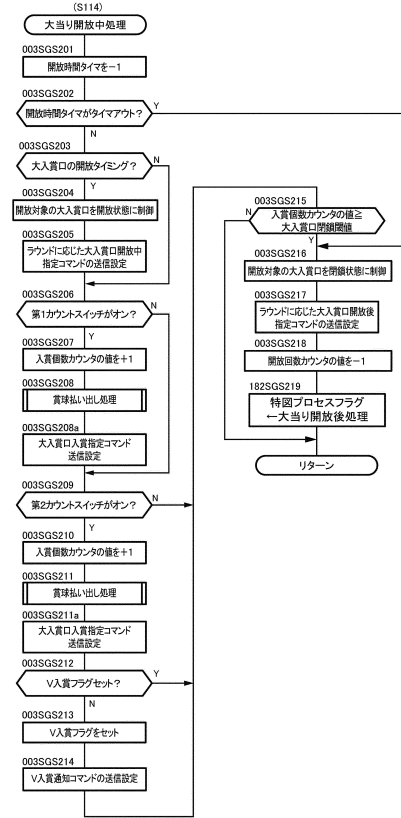 (S114)
大当り開放中処理
003SGS201
開放時間タイマを－1
003SGS202
開放時間タイマがタイマアウト？
Y
N
003SGS203
大入賞口の開放タイミング？
N
Y
003SGS204
開放対象の大入賞口を開放状態に制御
003SGS205
ラウンドに応じた大入賞口開放中
指定コマンドの送信設定
003SGS206
第1カウントスイッチがオン？
N
Y
003SGS207
入賞個数カウンタの値を＋1
003SGS208
賞球払い出し処理
003SGS208a
大入賞口入賞指定コマンド
送信設定
003SGS209
第2カウントスイッチがオン？
N
Y
003SGS210
入賞個数カウンタの値を＋1
003SGS211
賞球払い出し処理
003SGS211a
大入賞口入賞指定コマンド
送信設定
003SGS212
V入賞フラグセット？
Y
N
003SGS213
V入賞フラグをセット
003SGS214
V入賞通知コマンドの送信設定
003SGS215
N
入賞個数カウンタの値≧
大入賞口閉鎖閾値
Y
003SGS216
開放対象の大入賞口を閉鎖状態に制御
003SGS217
ラウンドに応じた大入賞口開放後
指定コマンドの送信設定
003SGS218
開放回数カウンタの値を－1
182SGS219
特図プロセスフラグ
←大当り開放後処理
リターン